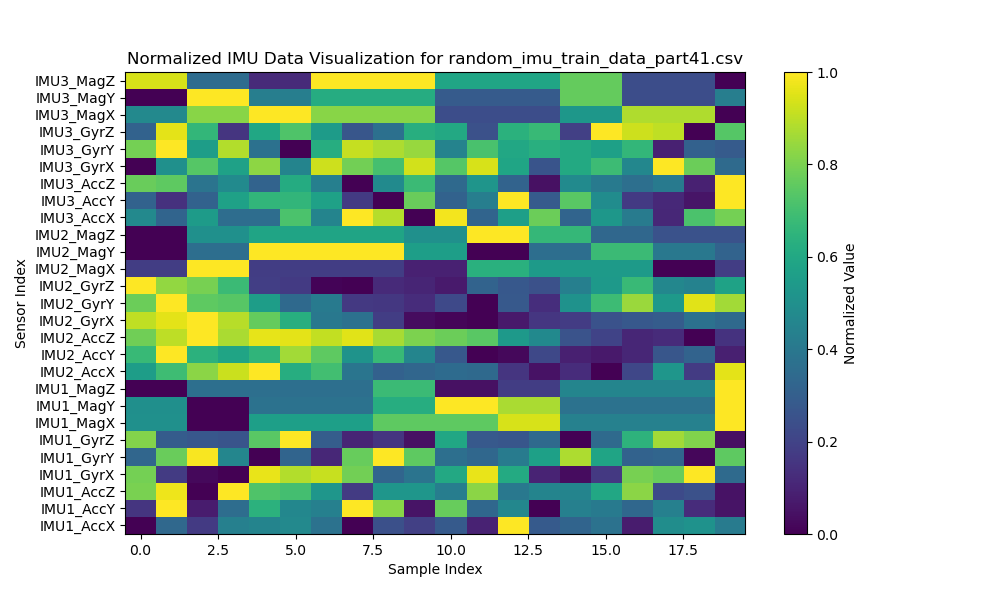 Normalized IMU Data Visualization for random_imu_train_data_part41.csv
IMU3_MagZ
IMU3_MagY
IMU3_MagX
IMU3_GyrZ
IMU3_GyrY
IMU3_GyrX
IMU3_AccZ
IMU3_AccY
IMU3_AccX
IMU2_MagZ
IMU2_MagY
IMU2_MagX
IMU2_GyrZ
IMU2_GyrY
IMU2_GyrX
IMU2_AccZ
IMU2_AccY
IMU2_AccX
IMU1_MagZ
IMU1_MagY
IMU1_MagX
IMU1_GyrZ
IMU1_GyrY
IMU1_GyrX
IMU1_AccZ
IMU1_AccY
IMU1_AccX
Sensor Index
0.0 2.5 5.0 7.5 10.0 12.5 15.0 17.5
Sample Index
1.0
0.8
0.6
0.4
0.2
0.0
Normalized Value